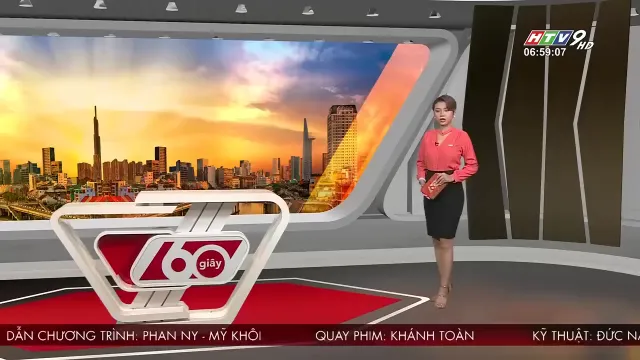 HTV9 HD
06:59:07
60 giây
DẪN CHƯƠNG TRÌNH: PHAN NY - MỸ KHÔI QUAY PHIM: KHÁNH TOÀN KỸ THUẬT: ĐỨC